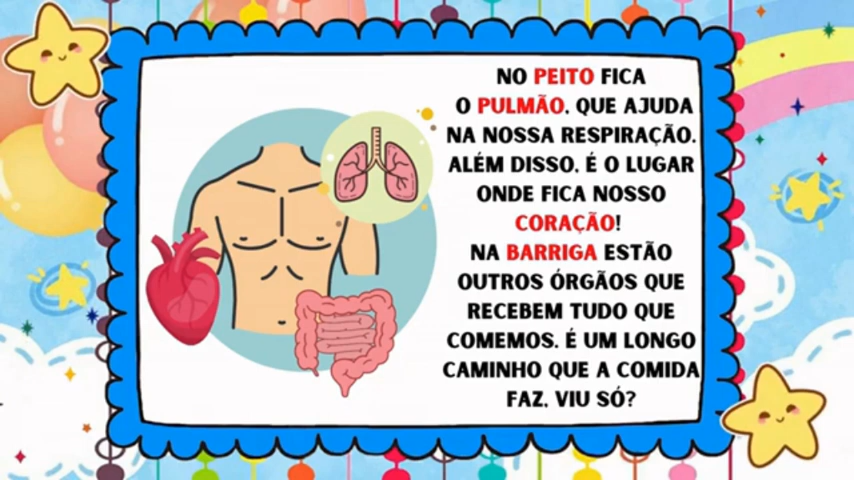 NO PEITO FICA
O PULMÃO, QUE AJUDA
NA NOSSA RESPIRAÇÃO.
ALÉM DISSO, É O LUGAR
ONDE FICA NOSSO
CORAÇÃO!
NA BARRIGA ESTÃO
OUTROS ÓRGÃOS QUE
RECEBEM TUDO QUE
COMEMOS. É UM LONGO
CAMINHO QUE A COMIDA
FAZ, VIU SÓ?